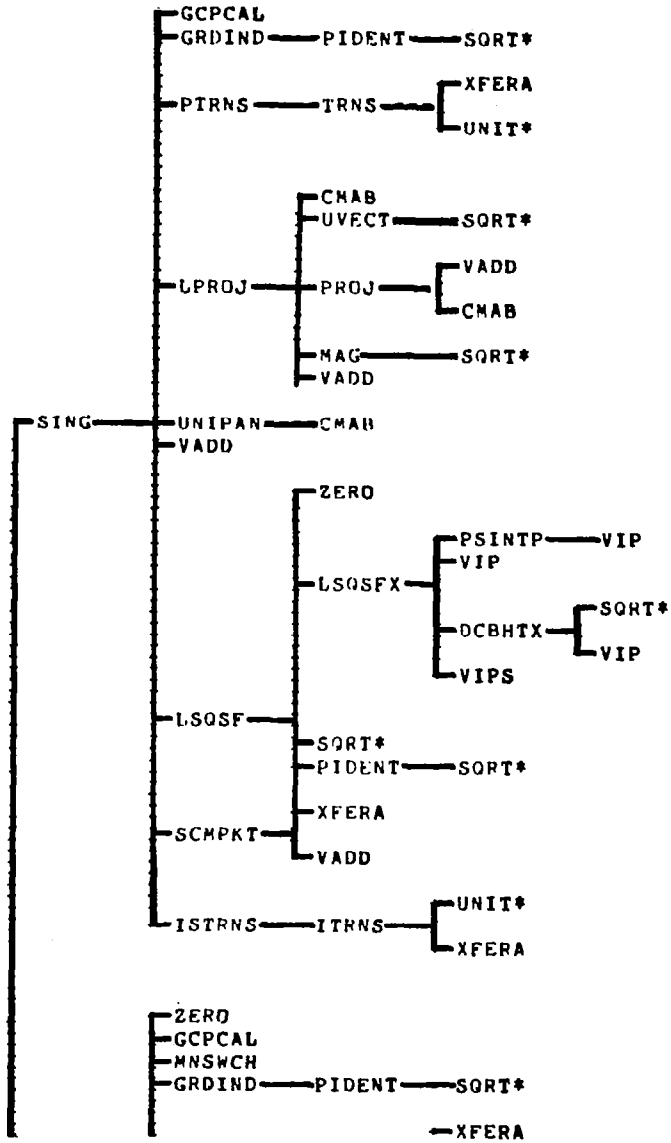 GCPCAL
GRDIND PIDENT SQRT*
XFERA
PTRNS TRNS
UNIT*
CMAB
UVECT SQRT*
VADD
LPROJ PROJ
CMAB
MAG SQRT*
VADD
SING UNIPAN CMAB
VADD
ZERO
PSINTP VIP
VIP
LSQSFX
SQRT*
DCBHTX
VIP
VIPS
LSQSF
SQRT*
PIDENT SQRT*
XFERA
SCMPKT
VADD
UNIT*
ISTRNS ITRNS
XFERA
ZERO
GCPCAL
MNSWCH
GRDIND PIDENT SQRT*
XFERA